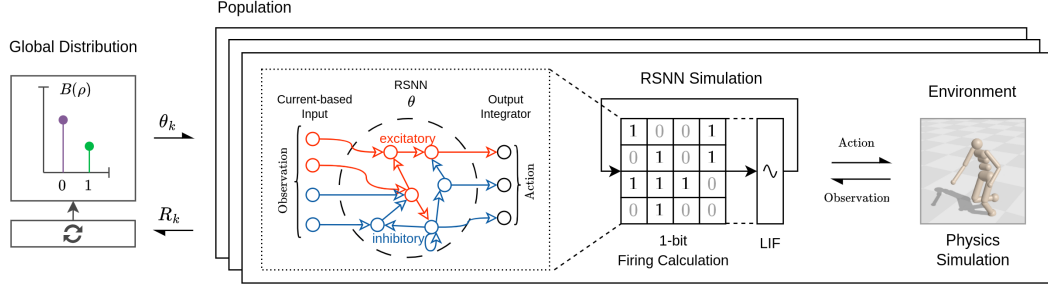 Population
Global Distribution
B(ρ)
0 1
θ_k
R_k
Current-based
Input
RSNN
θ
Output
Integrator
Observation
excitatory
inhibitory
Action
RSNN Simulation
1 0 0 1
0 1 0 1
1 1 1 0
0 1 0 0
1-bit
Firing Calculation
LIF
Action
Observation
Environment
Physics
Simulation